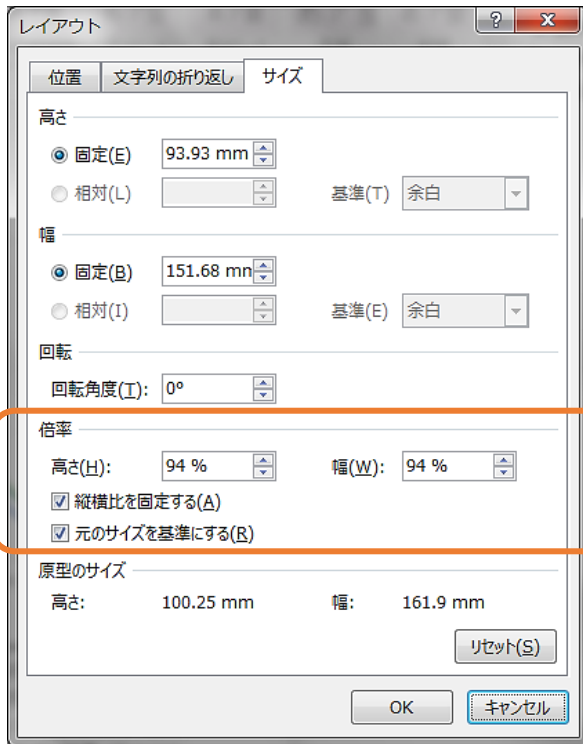 レイアウト
位置 文字列の折り返し サイズ
高さ
固定(E) 93.93 mm
相対(L) 基準(T) 余白
幅
固定(B) 151.68 mm
相対(I) 基準(E) 余白
回転
回転角度(T): 0°
倍率
高さ(H): 94 % 幅(W): 94 %
縦横比を固定する(A)
元のサイズを基準にする(R)
原型のサイズ
高さ: 100.25 mm 幅: 161.9 mm
リセット(S)
OK キャンセル